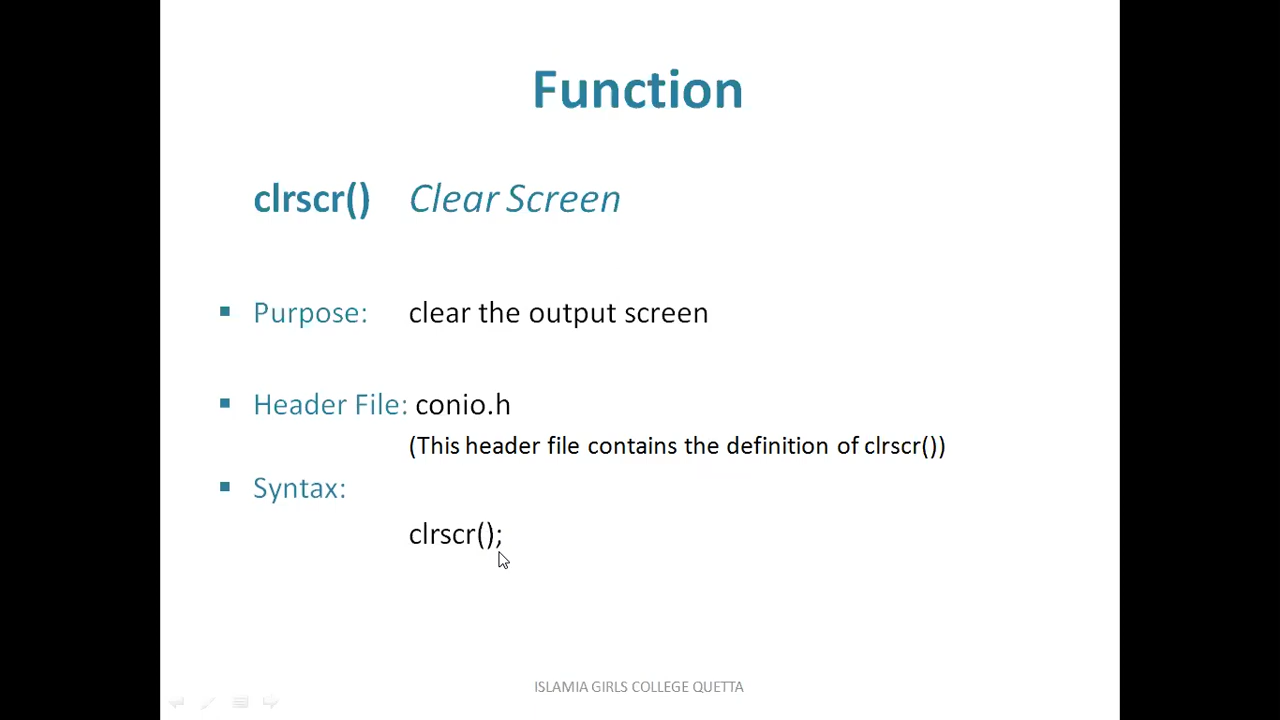 Function
clrscr() Clear Screen
▪ Purpose: clear the output screen
▪ Header File: conio.h
(This header file contains the definition of clrscr())
▪ Syntax:
clrscr();
ISLAMIA GIRLS COLLEGE QUETTA